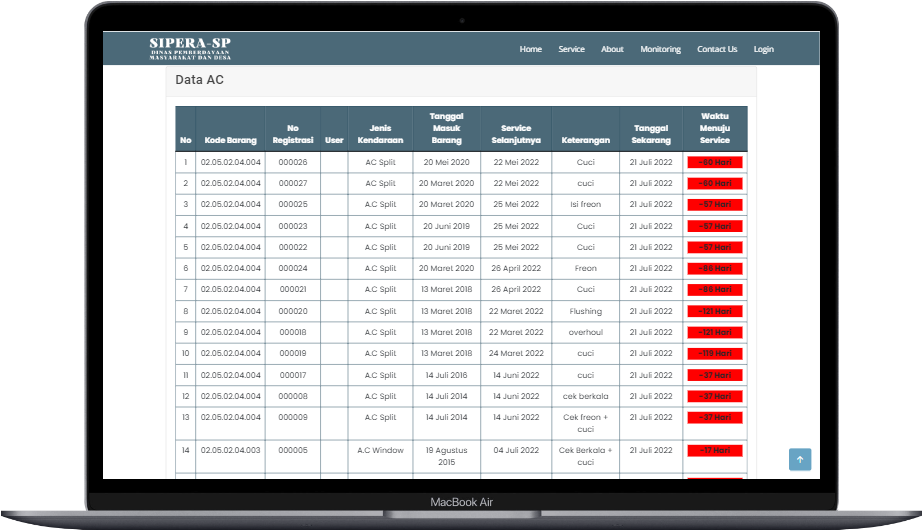 SIPERA-SP
DINAS PEMBERDAYAAN
MASYARAKAT DAN DESA
Home Service About Monitoring Contact Us Login
Data AC
No Kode Barang No Registrasi User Jenis Kendaraan Tanggal Masuk Barang Service Selanjutnya Keterangan Tanggal Sekarang Waktu Menuju Service
1 02.05.02.04.004 000026 AC Split 20 Mei 2020 22 Mei 2022 Cuci 21 Juli 2022 -60 Hari
2 02.05.02.04.004 000027 A.C Split 20 Maret 2020 22 Mei 2022 cuci 21 Juli 2022 -60 Hari
3 02.05.02.04.004 000025 A.C Split 20 Maret 2020 25 Mei 2022 Isi freon 21 Juli 2022 -57 Hari
4 02.05.02.04.004 000023 A.C Split 20 Juni 2019 25 Mei 2022 Cuci 21 Juli 2022 -57 Hari
5 02.05.02.04.004 000022 A.C Split 20 Juni 2019 25 Mei 2022 Cuci 21 Juli 2022 -57 Hari
6 02.05.02.04.004 000024 A.C Split 20 Maret 2020 26 April 2022 Freon 21 Juli 2022 -86 Hari
7 02.05.02.04.004 000021 A.C Split 13 Maret 2018 26 April 2022 Cuci 21 Juli 2022 -86 Hari
8 02.05.02.04.004 000020 A.C Split 13 Maret 2018 22 Maret 2022 Flushing 21 Juli 2022 -121 Hari
9 02.05.02.04.004 000018 A.C Split 13 Maret 2018 22 Maret 2022 overhoul 21 Juli 2022 -121 Hari
10 02.05.02.04.004 000019 A.C Split 13 Maret 2018 24 Maret 2022 cuci 21 Juli 2022 -119 Hari
11 02.05.02.04.004 000017 A.C Split 14 Juli 2016 14 Juni 2022 cuci 21 Juli 2022 -37 Hari
12 02.05.02.04.004 000008 A.C Split 14 Juli 2014 14 Juni 2022 cek berkala 21 Juli 2022 -37 Hari
13 02.05.02.04.004 000009 A.C Split 14 Juli 2014 14 Juni 2022 Cek freon + cuci 21 Juli 2022 -37 Hari
14 02.05.02.04.003 000005 A.C Window 19 Agustus 2015 04 Juli 2022 Cek Berkala + cuci 21 Juli 2022 -17 Hari
MacBook Air